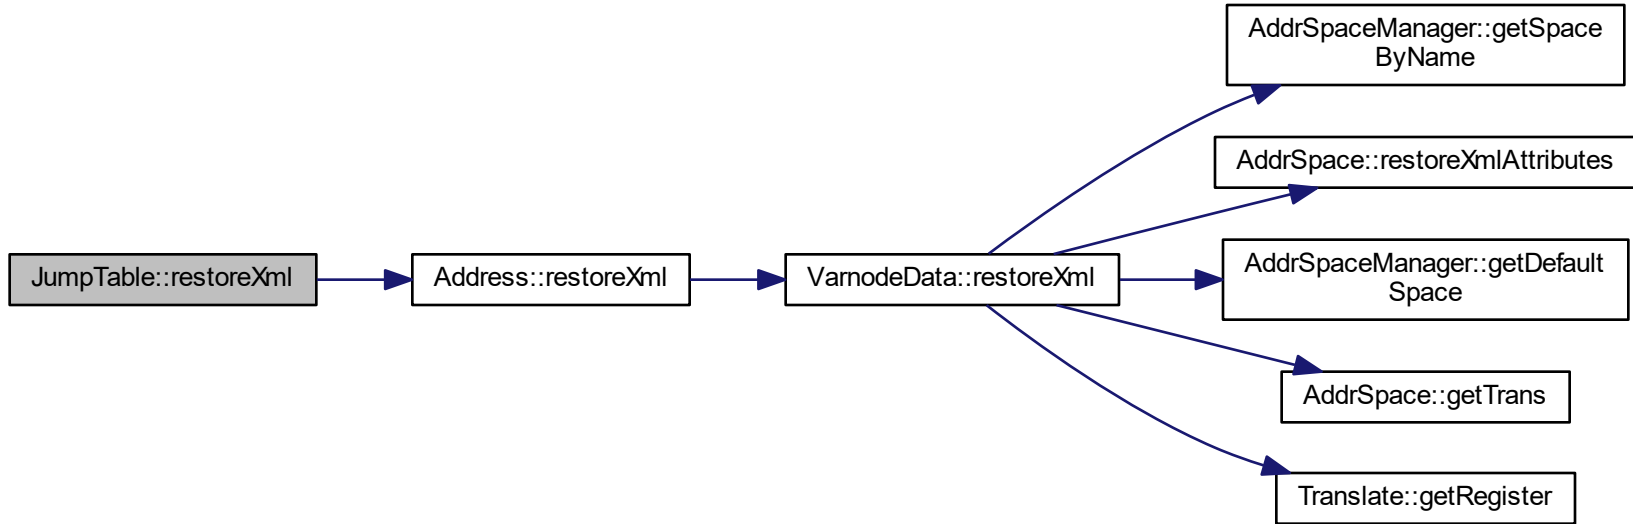 JumpTable::restoreXml
Address::restoreXml
VarnodeData::restoreXml
AddrSpaceManager::getSpace
ByName
AddrSpace::restoreXmlAttributes
AddrSpaceManager::getDefault
Space
AddrSpace::getTrans
Translate::getRegister